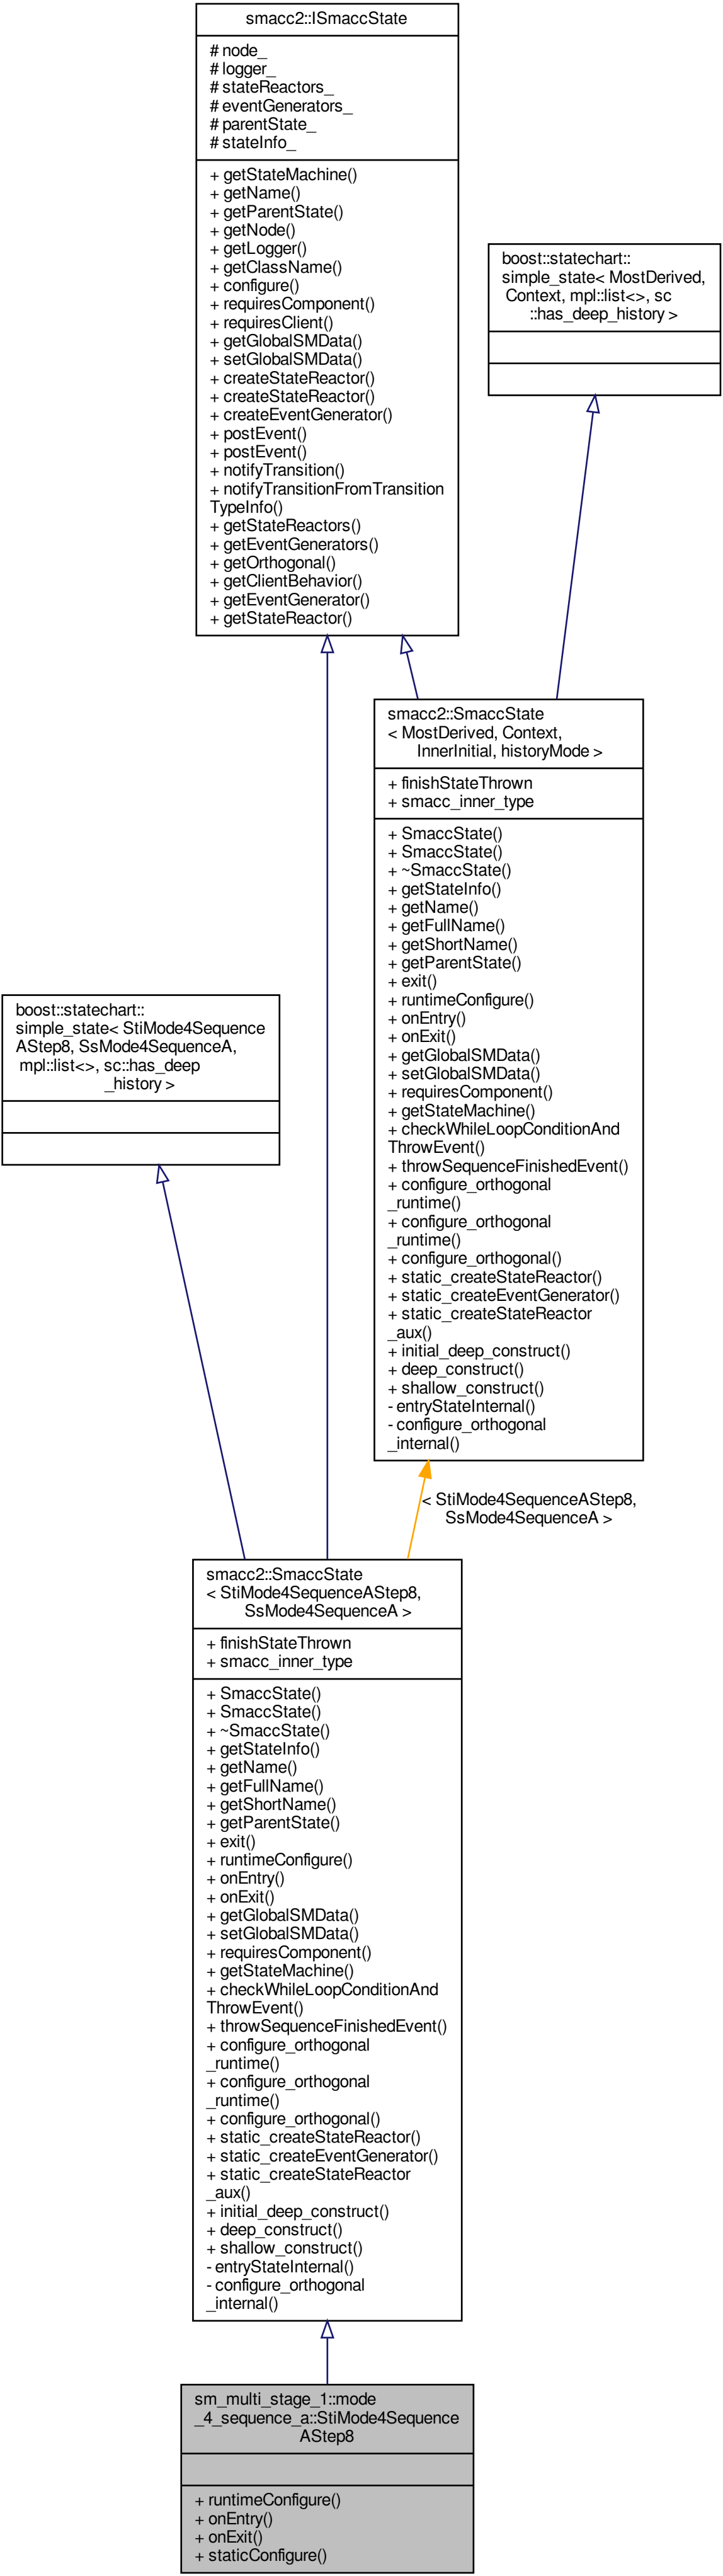 smacc2::ISmaccState
# node_
# logger_
# stateReactors_
# eventGenerators_
# parentState_
# stateInfo_
+ getStateMachine()
+ getName()
+ getParentState()
+ getNode()
+ getLogger()
+ getClassName()
+ configure()
+ requiresComponent()
+ requiresClient()
+ getGlobalSMData()
+ setGlobalSMData()
+ createStateReactor()
+ createStateReactor()
+ createEventGenerator()
+ postEvent()
+ postEvent()
+ notifyTransition()
+ notifyTransitionFromTransition
TypeInfo()
+ getStateReactors()
+ getEventGenerators()
+ getOrthogonal()
+ getClientBehavior()
+ getEventGenerator()
+ getStateReactor()
boost::statechart::
simple_state< MostDerived,
Context, mpl::list<>, sc
::has_deep_history >
smacc2::SmaccState
< MostDerived, Context,
InnerInitial, historyMode >
+ finishStateThrown
+ smacc_inner_type
+ SmaccState()
+ SmaccState()
+ ~SmaccState()
+ getStateInfo()
+ getName()
+ getFullName()
+ getShortName()
+ getParentState()
+ exit()
+ runtimeConfigure()
+ onEntry()
+ onExit()
+ getGlobalSMData()
+ setGlobalSMData()
+ requiresComponent()
+ getStateMachine()
+ checkWhileLoopConditionAnd
ThrowEvent()
+ throwSequenceFinishedEvent()
+ configure_orthogonal
_runtime()
+ configure_orthogonal
_runtime()
+ configure_orthogonal()
+ static_createStateReactor()
+ static_createEventGenerator()
+ static_createStateReactor
_aux()
+ initial_deep_construct()
+ deep_construct()
+ shallow_construct()
- entryStateInternal()
- configure_orthogonal
_internal()
boost::statechart::
simple_state< StiMode4Sequence
AStep8, SsMode4SequenceA,
mpl::list<>, sc::has_deep
_history >
< StiMode4SequenceAStep8,
SsMode4SequenceA >
smacc2::SmaccState
< StiMode4SequenceAStep8,
SsMode4SequenceA >
+ finishStateThrown
+ smacc_inner_type
+ SmaccState()
+ SmaccState()
+ ~SmaccState()
+ getStateInfo()
+ getName()
+ getFullName()
+ getShortName()
+ getParentState()
+ exit()
+ runtimeConfigure()
+ onEntry()
+ onExit()
+ getGlobalSMData()
+ setGlobalSMData()
+ requiresComponent()
+ getStateMachine()
+ checkWhileLoopConditionAnd
ThrowEvent()
+ throwSequenceFinishedEvent()
+ configure_orthogonal
_runtime()
+ configure_orthogonal
_runtime()
+ configure_orthogonal()
+ static_createStateReactor()
+ static_createEventGenerator()
+ static_createStateReactor
_aux()
+ initial_deep_construct()
+ deep_construct()
+ shallow_construct()
- entryStateInternal()
- configure_orthogonal
_internal()
sm_multi_stage_1::mode
_4_sequence_a::StiMode4Sequence
AStep8
+ runtimeConfigure()
+ onEntry()
+ onExit()
+ staticConfigure()